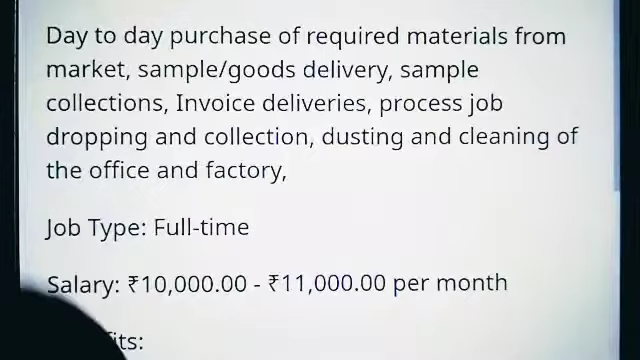 Day to day purchase of required materials from
market, sample/goods delivery, sample
collections, Invoice deliveries, process job
dropping and collection, dusting and cleaning of
the office and factory,
Job Type: Full-time
Salary: ₹10,000.00 - ₹11,000.00 per month